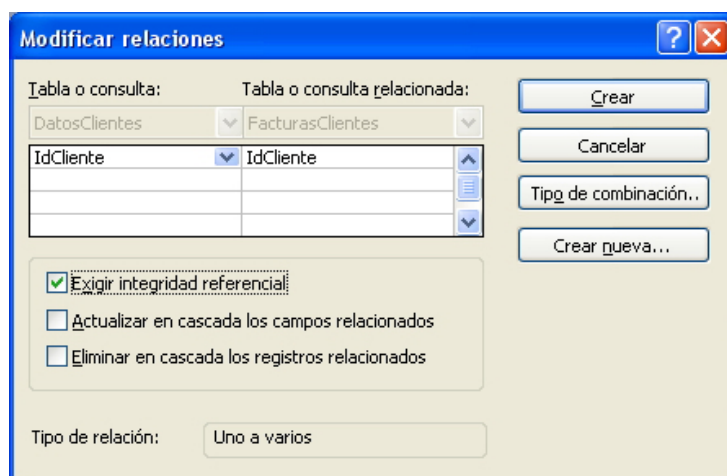 Modificar relaciones
Tabla o consulta: Tabla o consulta relacionada:
DatosClientes FacturasClientes
IdCliente IdCliente
Crear
Cancelar
Tipo de combinación..
Crear nueva...
Exigir integridad referencial
Actualizar en cascada los campos relacionados
Eliminar en cascada los registros relacionados
Tipo de relación: Uno a varios